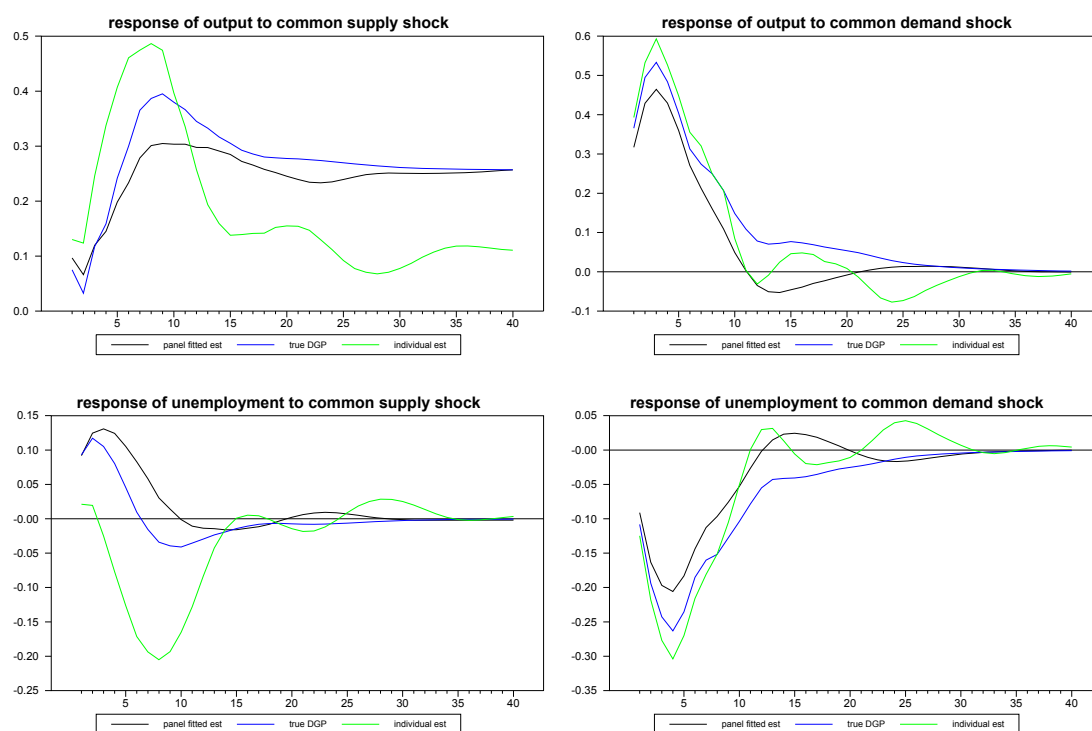 response of output to common supply shock
0.5
0.4
0.3
0.2
0.1
0.0
5 10 15 20 25 30 35 40
panel fitted est true DGP individual est
response of output to common demand shock
0.6
0.5
0.4
0.3
0.2
0.1
0.0
-0.1
5 10 15 20 25 30 35 40
panel fitted est true DGP individual est
response of unemployment to common supply shock
0.15
0.10
0.05
-0.00
-0.05
-0.10
-0.15
-0.20
-0.25
5 10 15 20 25 30 35 40
panel fitted est true DGP individual est
response of unemployment to common demand shock
0.05
-0.00
-0.05
-0.10
-0.15
-0.20
-0.25
-0.30
-0.35
5 10 15 20 25 30 35 40
panel fitted est true DGP individual est